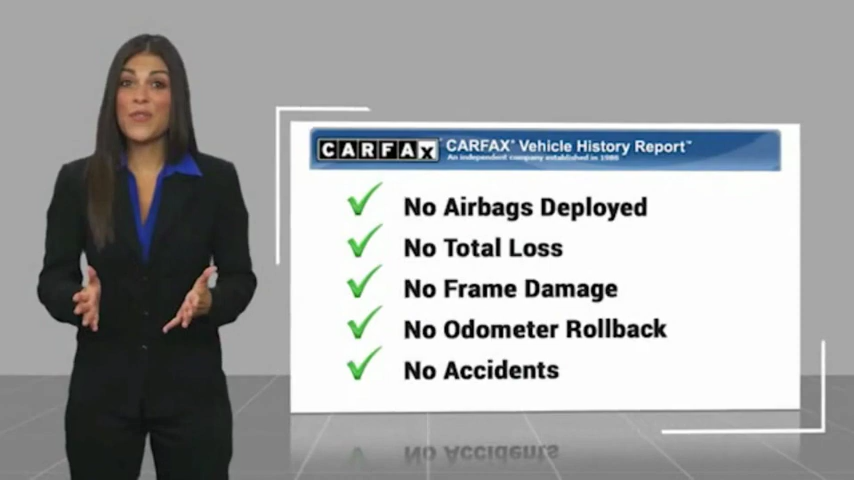 CARFAX CARFAX® Vehicle History Report™
An independent company established in 1986
No Airbags Deployed
No Total Loss
No Frame Damage
No Odometer Rollback
No Accidents
No Accidents